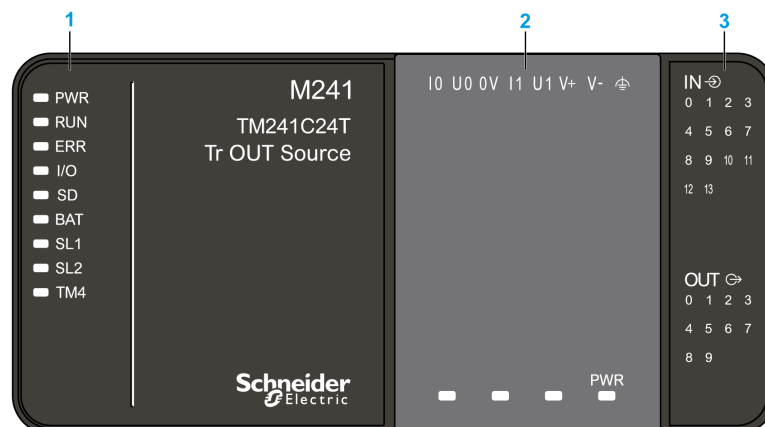 1
2
3
PWR
RUN
ERR
I/O
SD
BAT
SL1
SL2
TM4
M241
TM241C24T
Tr OUT Source
Schneider
Electric
I0 U0 0V I1 U1 V+ V-
PWR
IN
0 1 2 3
4 5 6 7
8 9 10 11
12 13
OUT
0 1 2 3
4 5 6 7
8 9